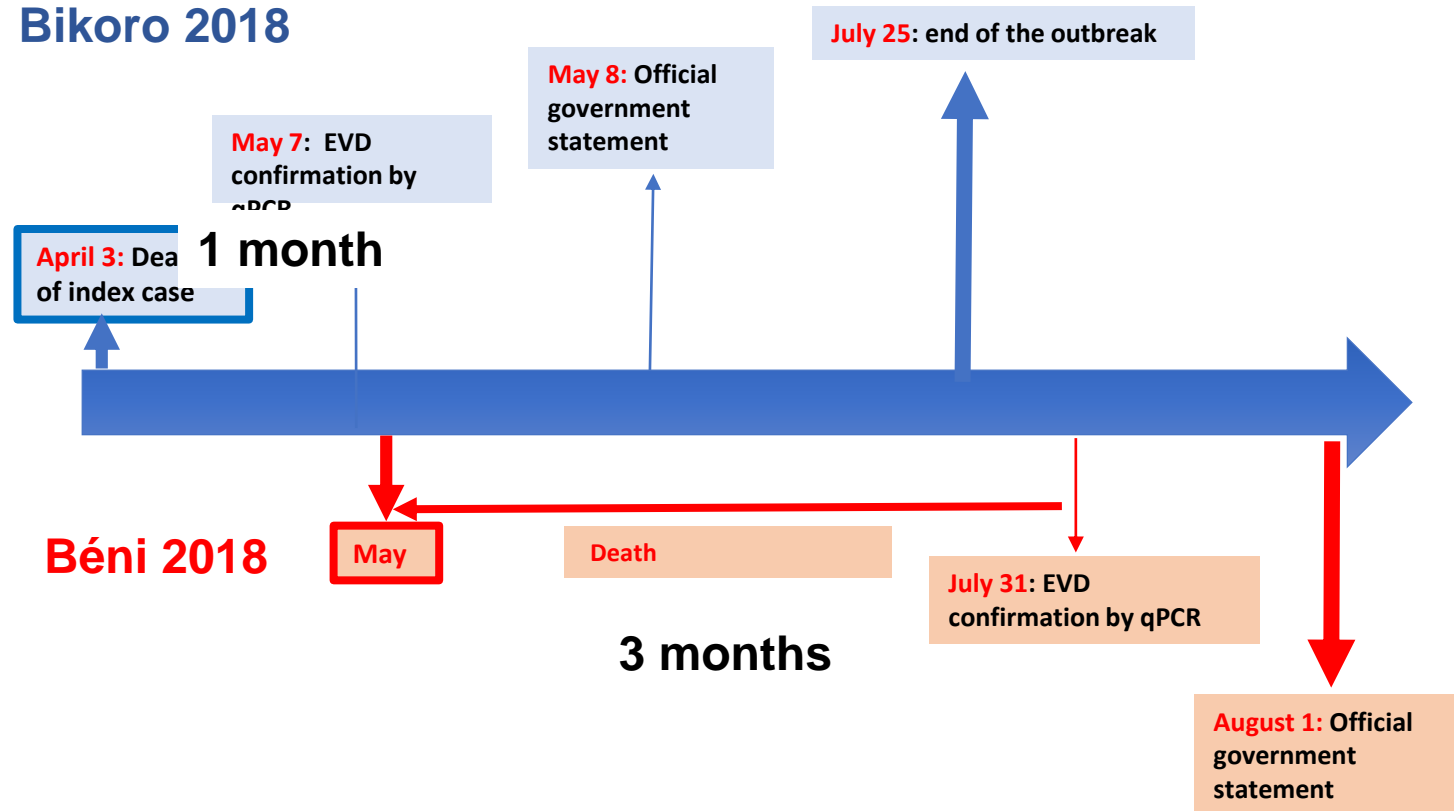 Bikoro 2018
July 25: end of the outbreak
May 8: Official
government
statement
May 7: EVD
confirmation by
qPCR
1 month
April 3: Dea
of index case
Béni 2018
May
Death
July 31: EVD
confirmation by qPCR
3 months
August 1: Official
government
statement